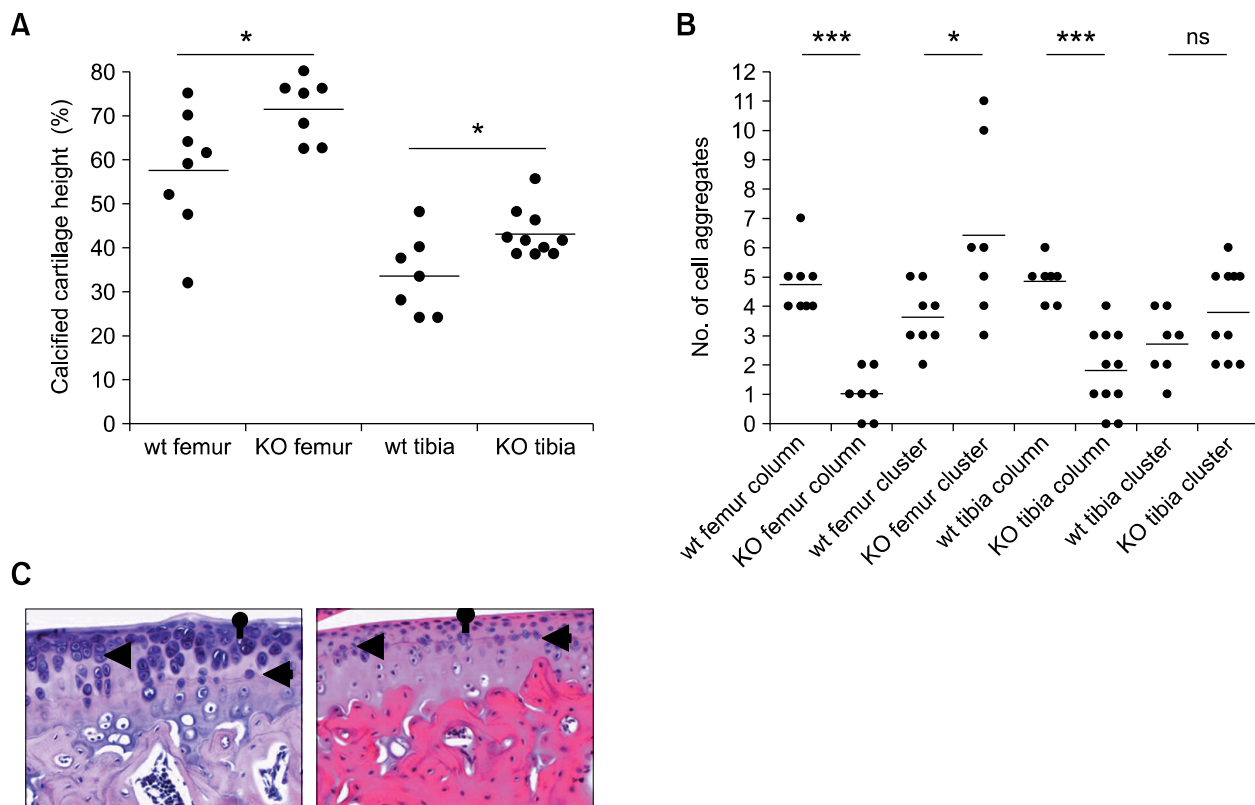 A
*
*
Calcified cartilage height (%)
80
70
60
50
40
30
20
10
0
wt femur
KO femur
wt tibia
KO tibia
B
***
*
***
ns
No. of cell aggregates
12
11
10
9
8
7
6
5
4
3
2
1
0
wt femur column
KO femur column
wt femur cluster
KO femur cluster
wt tibia column
KO tibia column
wt tibia cluster
KO tibia cluster
C